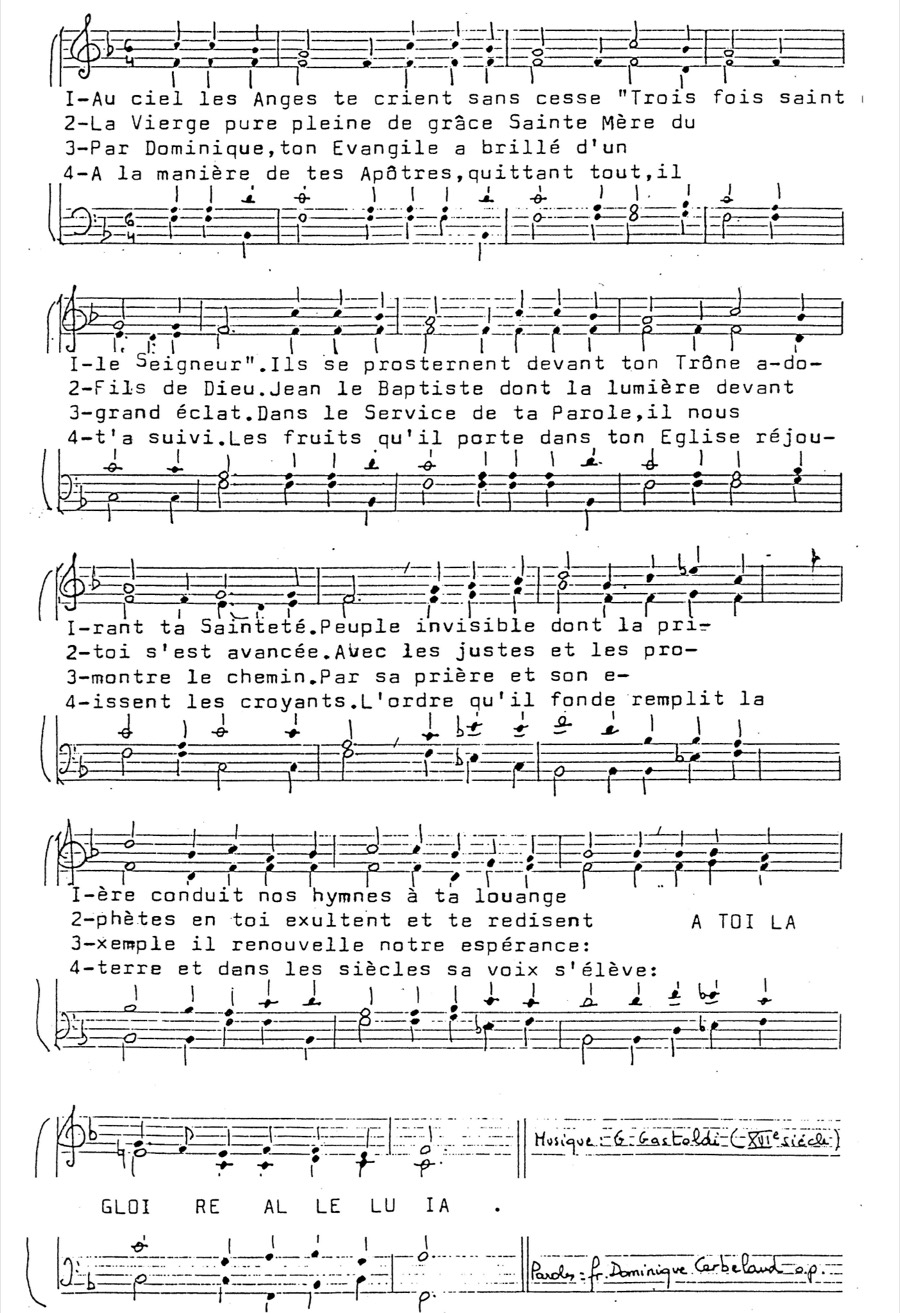 I-Au ciel les Anges te crient sans cesse "Trois fois saint
2-La Vierge pure pleine de grâce Sainte Mère du
3-Par Dominique,ton Evangile a brillé d'un
4-A la manière de tes Apôtres,quittant tout,il
I-le Seigneur".Ils se prosternent devant ton Trône a-do-
2-Fils de Dieu.Jean le Baptiste dont la lumière devant
3-grand éclat.Dans le Service de ta Parole,il nous
4-t'a suivi.Les fruits qu'il porte dans ton Eglise réjou-
I-rant ta Sainteté.Peuple invisible dont la pri-
2-toi s'est avancée.Avec les justes et les pro-
3-montre le chemin.Par sa prière et son e-
4-issent les croyants.L'ordre qu'il fonde remplit la
I-ère conduit nos hymnes à ta louange
2-phètes en toi exultent et te redisent A TOI LA
3-xemple il renouvelle notre espérance:
4-terre et dans les siècles sa voix s'élève:
Musique: G. Gastoldi (XVIe siècle)
GLOI RE AL LE LU IA .
Paroles: fr. Dominique Cerbelaud o.p.